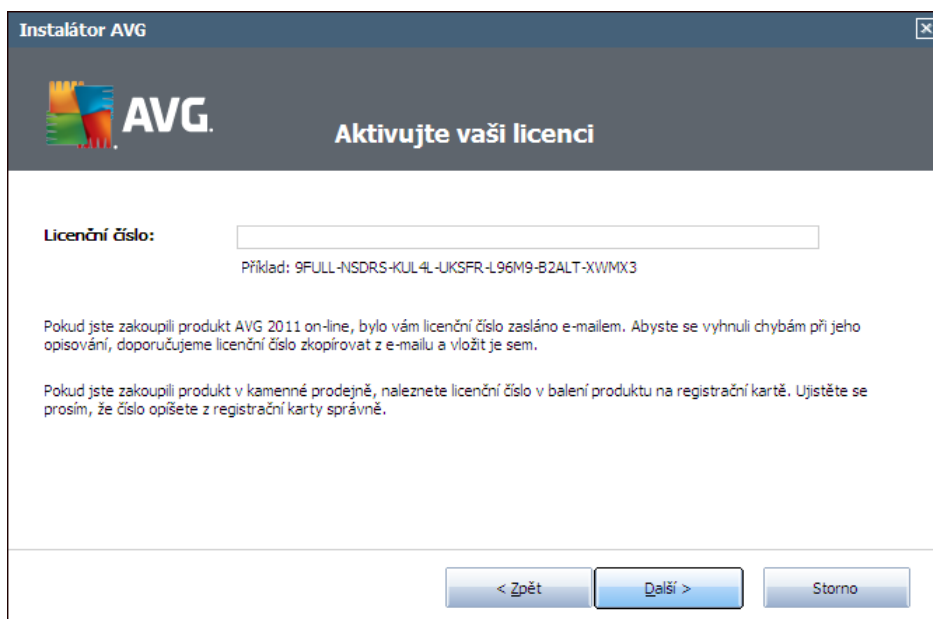 Instalátor AVG
AVG.
Aktivujte vaši licenci
Licenční číslo:
Příklad: 9FULL-NSDRS-KUL4L-UKSFR-L96M9-B2ALT-XWMX3
Pokud jste zakoupili produkt AVG 2011 on-line, bylo vám licenční číslo zasláno e-mailem. Abyste se vyhnuli chybám při jeho
opisování, doporučujeme licenční číslo zkopírovat z e-mailu a vložit je sem.
Pokud jste zakoupili produkt v kamenné prodejně, naleznete licenční číslo v balení produktu na registrační kartě. Ujistěte se
prosím, že číslo opíšete z registrační karty správně.
< Zpět
Další >
Storno